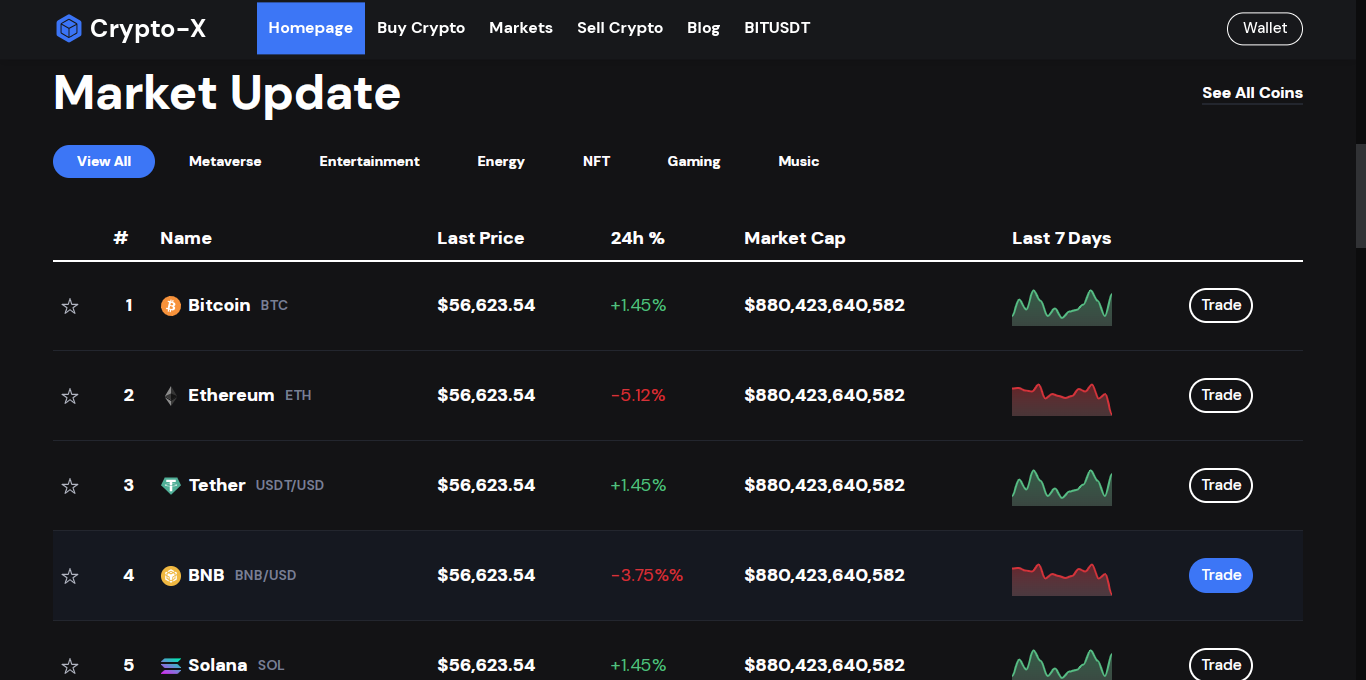 Crypto-X Homepage Buy Crypto Markets Sell Crypto Blog BITUSDT Wallet
Market Update See All Coins
View All Metaverse Entertainment Energy NFT Gaming Music
# Name Last Price 24h % Market Cap Last 7 Days
1 Bitcoin BTC $56,623.54 +1.45% $880,423,640,582 Trade
2 Ethereum ETH $56,623.54 -5.12% $880,423,640,582 Trade
3 Tether USDT/USD $56,623.54 +1.45% $880,423,640,582 Trade
4 BNB BNB/USD $56,623.54 -3.75%% $880,423,640,582 Trade
5 Solana SOL $56,623.54 +1.45% $880,423,640,582 Trade